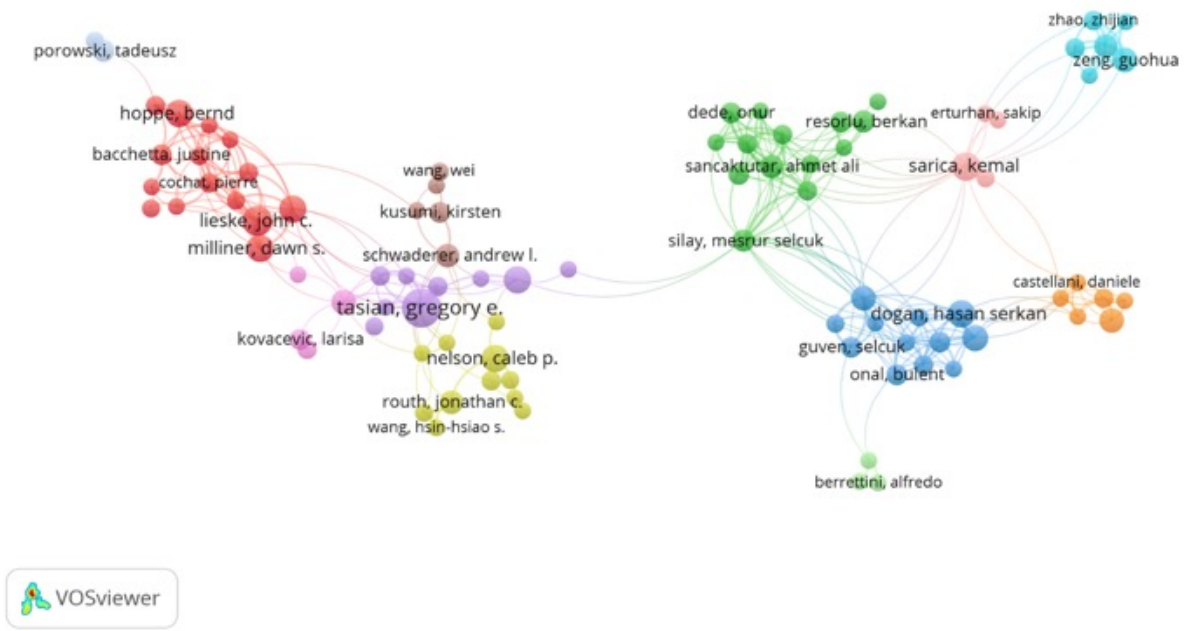 zhao, zhijian
porowski, tadeusz
zeng, guohua
hoppe, bernd
dede, onur
resorlu, berkan
erturhan, sakip
bacchetta, justine
wang, wei
sancaktutar, ahmet ali
sarica, kemal
cochat, pierre
kusumi, kirsten
lieske, john c.
milliner, dawn s.
schwaderer, andrew l.
silay, mesrur selcuk
castellani, daniele
tasian, gregory e.
dogan, hasan serkan
kovacevic, larisa
guven, selcuk
nelson, caleb p.
onal, bulent
routh, jonathan c.
wang, hsin-hsiao s.
berrettini, alfredo
VOSviewer